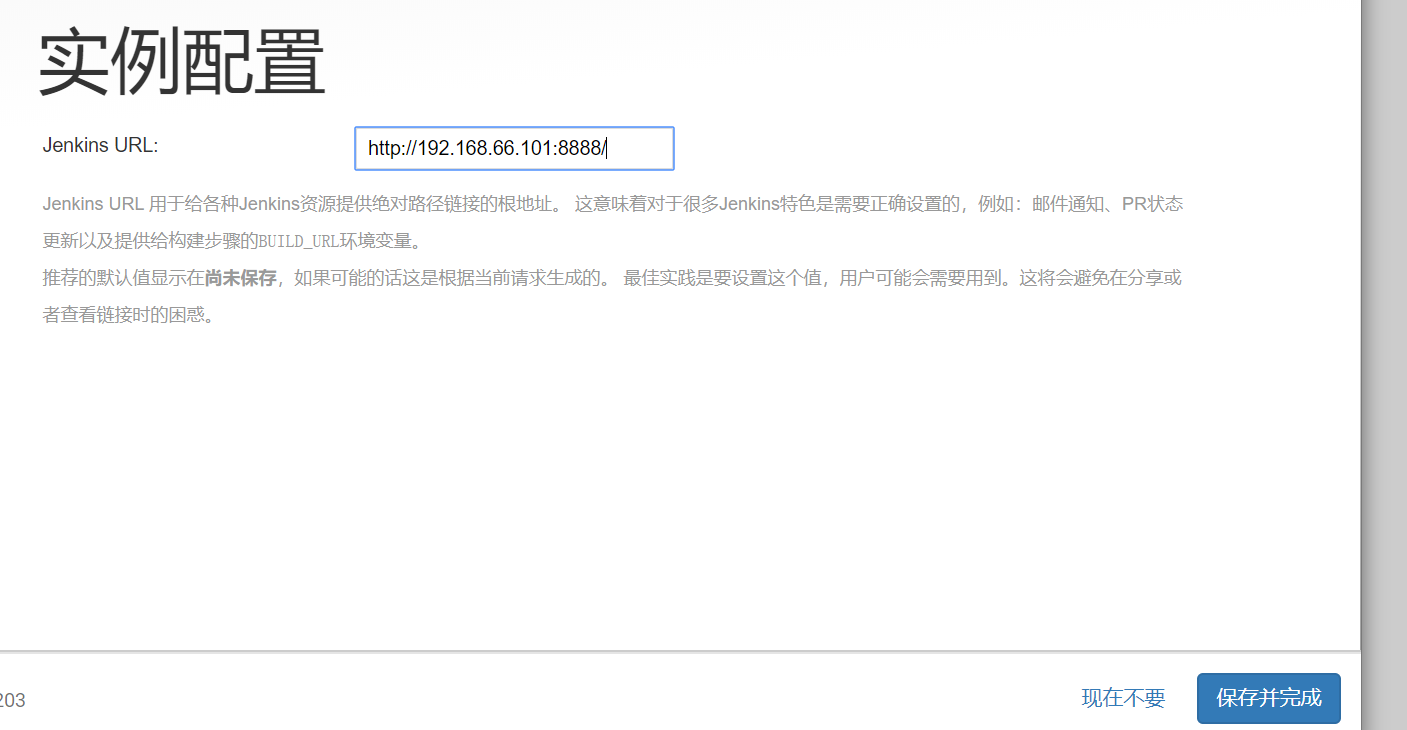 实例配置
Jenkins URL:
http://192.168.66.101:8888/
Jenkins URL 用于给各种Jenkins资源提供绝对路径链接的根地址。 这意味着对于很多Jenkins特色是需要正确设置的，例如：邮件通知、PR状态
更新以及提供给构建步骤的BUILD_URL环境变量。
推荐的默认值显示在尚未保存，如果可能的话这是根据当前请求生成的。 最佳实践是要设置这个值，用户可能会需要用到。这将会避免在分享或
者查看链接时的困惑。
203
现在不要
保存并完成